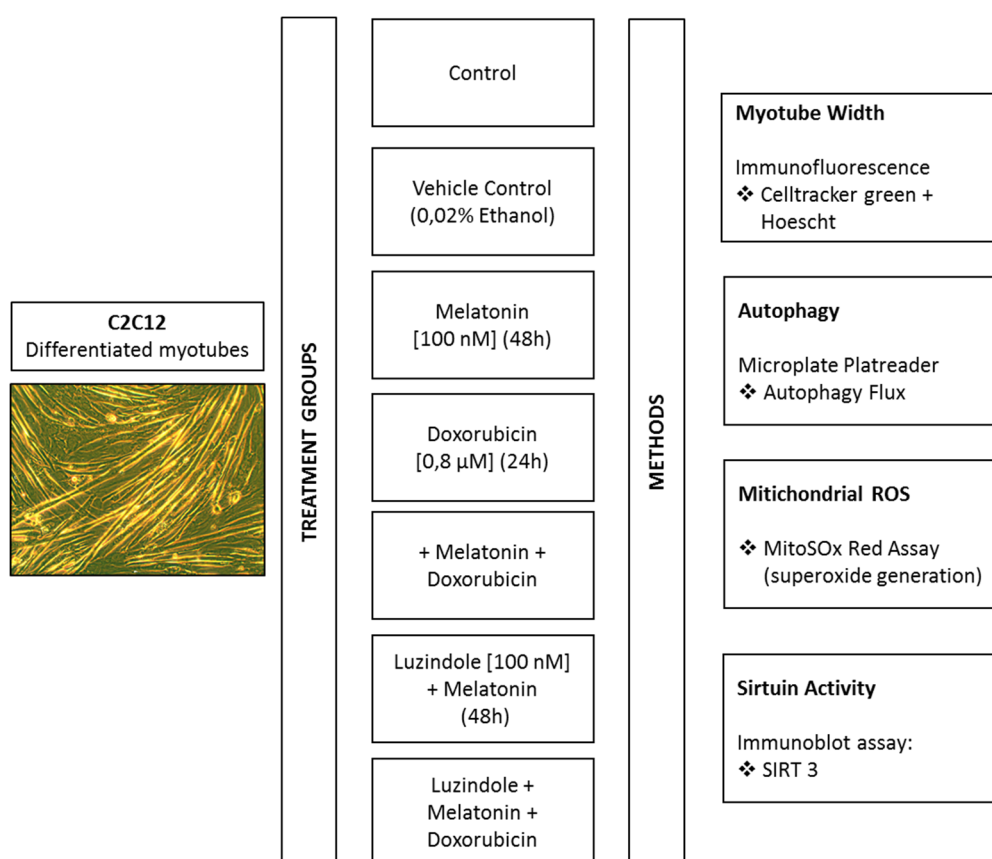 C2C12
Differentiated myotubes
TREATMENT GROUPS
Control
Vehicle Control
(0,02% Ethanol)
Melatonin
[100 nM] (48h)
Doxorubicin
[0,8 µM] (24h)
+ Melatonin +
Doxorubicin
Luzindole [100 nM]
+ Melatonin
(48h)
Luzindole +
Melatonin +
Doxorubicin
METHODS
Myotube Width
Immunofluorescence
❖ Celltracker green +
Hoescht
Autophagy
Microplate Platreader
❖ Autophagy Flux
Mitichondrial ROS
❖ MitoSOx Red Assay
(superoxide generation)
Sirtuin Activity
Immunoblot assay:
❖ SIRT 3